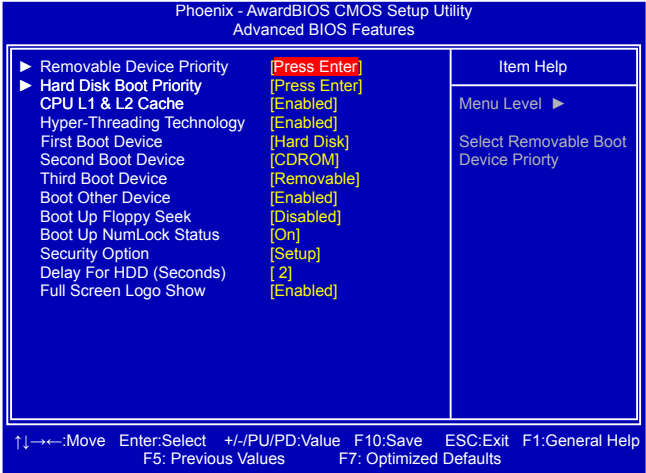 Phoenix - AwardBIOS CMOS Setup Utility
Advanced BIOS Features
► Removable Device Priority [Press Enter]
► Hard Disk Boot Priority [Press Enter]
CPU L1 & L2 Cache [Enabled]
Hyper-Threading Technology [Enabled]
First Boot Device [Hard Disk]
Second Boot Device [CDROM]
Third Boot Device [Removable]
Boot Other Device [Enabled]
Boot Up Floppy Seek [Disabled]
Boot Up NumLock Status [On]
Security Option [Setup]
Delay For HDD (Seconds) [ 2]
Full Screen Logo Show [Enabled]
Item Help
Menu Level ►
Select Removable Boot
Device Priorty
↑↓→←:Move Enter:Select +/-/PU/PD:Value F10:Save ESC:Exit F1:General Help
F5: Previous Values F7: Optimized Defaults